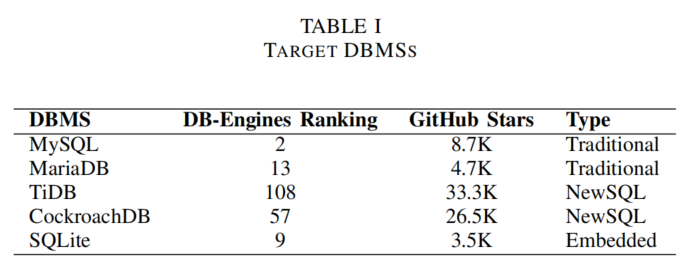 TABLE I
TARGET DBMSS
DBMS DB-Engines Ranking GitHub Stars Type
MySQL 2 8.7K Traditional
MariaDB 13 4.7K Traditional
TiDB 108 33.3K NewSQL
CockroachDB 57 26.5K NewSQL
SQLite 9 3.5K Embedded